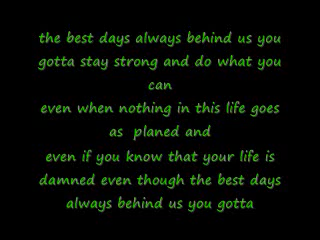 the best days always behind us you
gotta stay strong and do what you
can
even when nothing in this life goes
as planed and
even if you know that your life is
damned even though the best days
always behind us you gotta